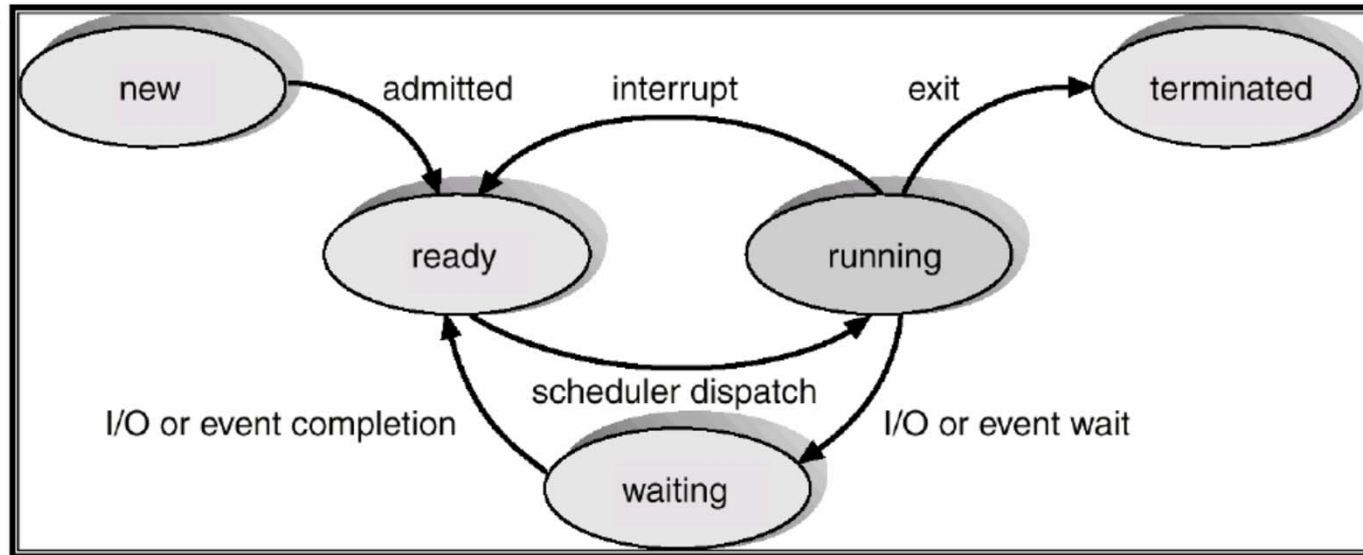 new
admitted
interrupt
exit
terminated
ready
running
scheduler dispatch
I/O or event completion
I/O or event wait
waiting